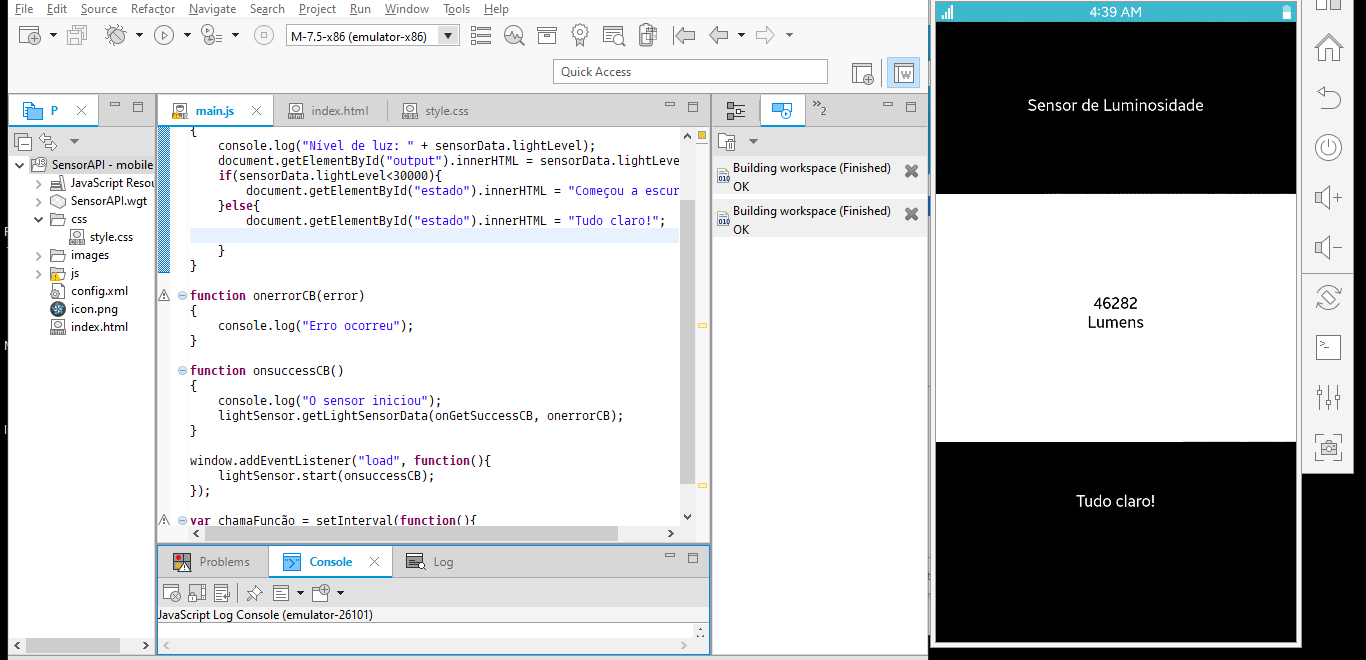 File Edit Source Refactor Navigate Search Project Run Window Tools Help
M-7.5-x86 (emulator-x86)
Quick Access
W
P
SensorAPI - mobile
JavaScript Resou
SensorAPI.wgt
css
style.css
images
js
config.xml
icon.png
index.html
main.js index.html style.css
{
console.log("Nível de luz: " + sensorData.lightLevel);
document.getElementById("output").innerHTML = sensorData.lightLeve
if(sensorData.lightLevel<30000){
document.getElementById("estado").innerHTML = "Começou a escur
}else{
document.getElementById("estado").innerHTML = "Tudo claro!";
}
}
function onerrorCB(error)
{
console.log("Erro ocorreu");
}
function onsuccessCB()
{
console.log("O sensor iniciou");
lightSensor.getLightSensorData(onGetSuccessCB, onerrorCB);
}
window.addEventListener("load", function(){
lightSensor.start(onsuccessCB);
});
var chamaFuncão = setInterval(function(){
Problems Console Log
JavaScript Log Console (emulator-26101)
»2
Building workspace (Finished)
OK
Building workspace (Finished)
OK
4:39 AM
Sensor de Luminosidade
46282
Lumens
Tudo claro!